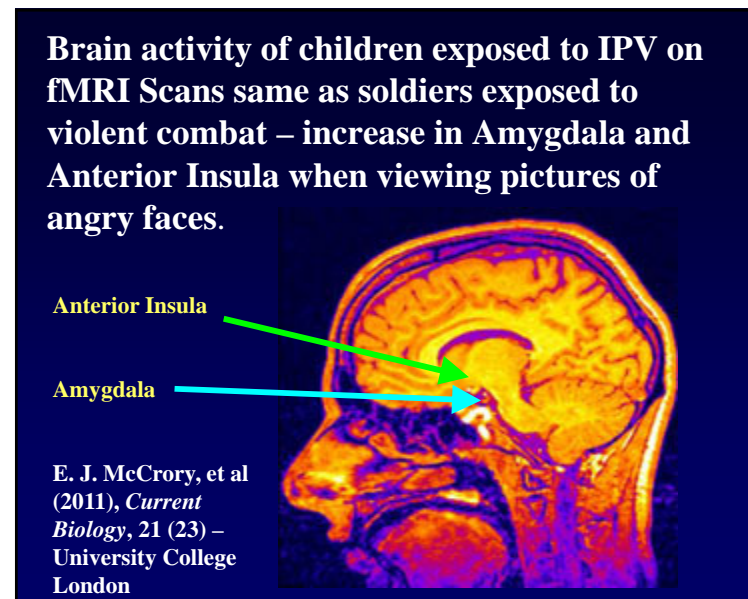 Brain activity of children exposed to IPV on
fMRI Scans same as soldiers exposed to
violent combat – increase in Amygdala and
Anterior Insula when viewing pictures of
angry faces.
Anterior Insula
Amygdala
E. J. McCrory, et al
(2011), Current
Biology, 21 (23) –
University College
London